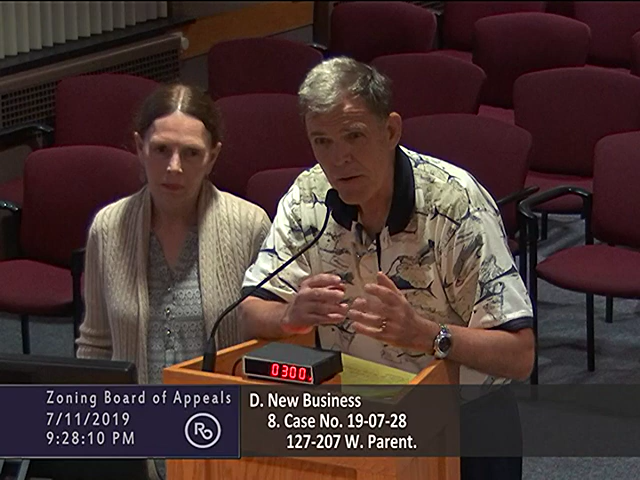 0300
Zoning Board of Appeals
7/11/2019
9:28:10 PM
RO
D. New Business
8. Case No. 19-07-28
127-207 W. Parent.